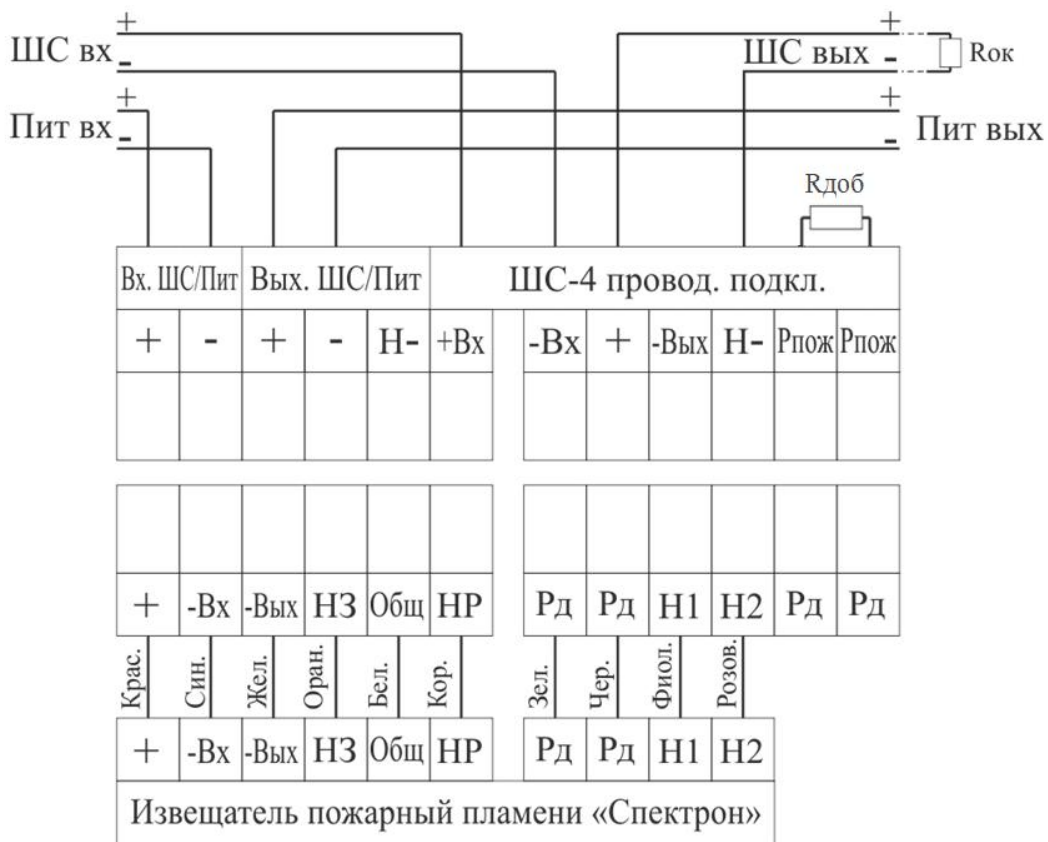 + +
ШС вх - ШС вых - Rок
+ +
Пит вх - - Пит вых
Rдоб
Вх. ШС/Пит Вых. ШС/Пит ШС-4 провод. подкл.
+ - + - Н- +Вх -Вх + -Вых Н- Рпож Рпож
+ -Вх -Вых НЗ Общ НР Рд Рд Н1 Н2 Рд Рд
Крас. Син. Жел. Оран. Бел. Кор. Зел. Чер. Фиол. Розов.
+ -Вх -Вых НЗ Общ НР Рд Рд Н1 Н2
Извещатель пожарный пламени «Спектрон»